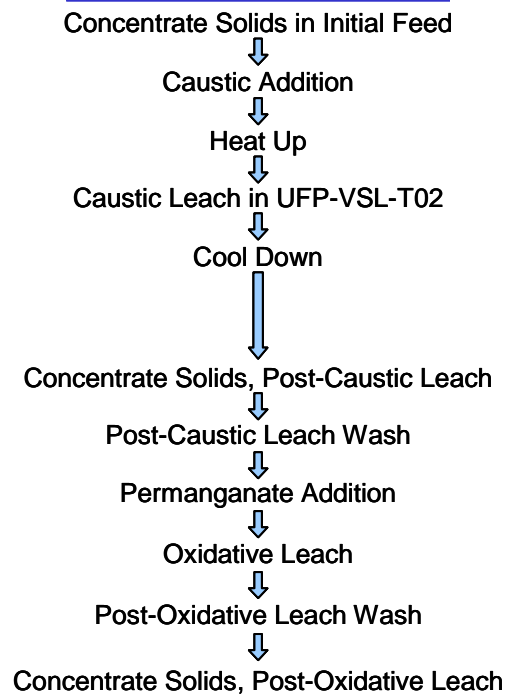 Concentrate Solids in Initial Feed
Caustic Addition
Heat Up
Caustic Leach in UFP-VSL-T02
Cool Down
Concentrate Solids, Post-Caustic Leach
Post-Caustic Leach Wash
Permanganate Addition
Oxidative Leach
Post-Oxidative Leach Wash
Concentrate Solids, Post-Oxidative Leach